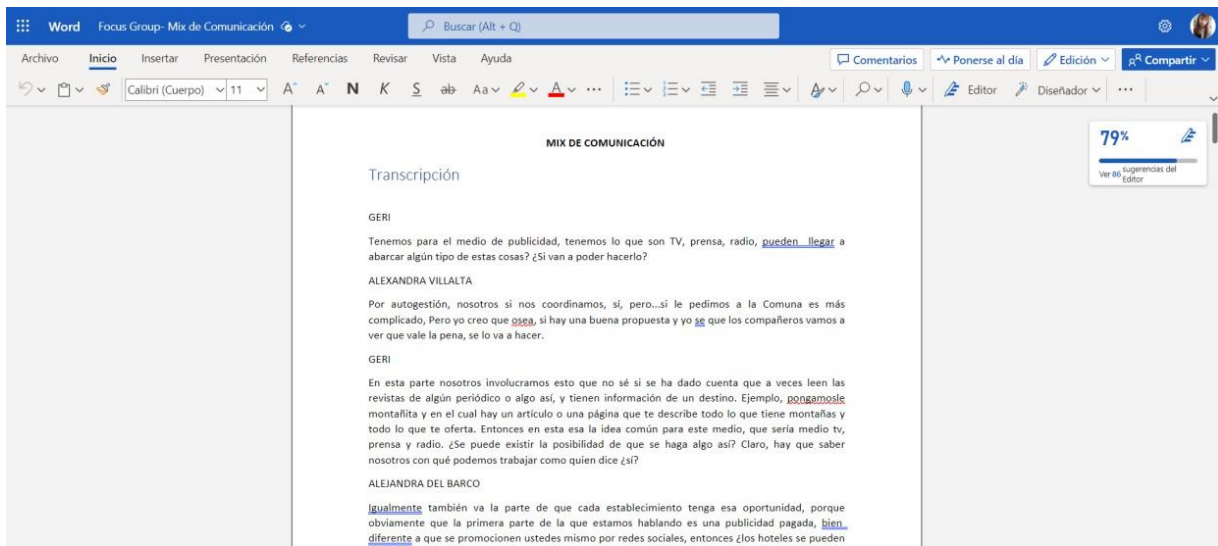 Word Focus Group- Mix de Comunicación Buscar (Alt + Q)
Archivo Inicio Insertar Presentación Referencias Revisar Vista Ayuda Comentarios Ponerse al día Edición Compartir
Calibri (Cuerpo) 11 A A N K S ab Aa A Editor Diseñador
79%
Ver 86 sugerencias del Editor
MIX DE COMUNICACIÓN
Transcripción
GERI
Tenemos para el medio de publicidad, tenemos lo que son TV, prensa, radio, pueden llegar a
abarcar algún tipo de estas cosas? ¿Si van a poder hacerlo?
ALEXANDRA VILLALTA
Por autogestión, nosotros si nos coordinamos, sí, pero...si le pedimos a la Comuna es más
complicado, Pero yo creo que osea, si hay una buena propuesta y yo se que los compañeros vamos a
ver que vale la pena, se lo va a hacer.
GERI
En esta parte nosotros involucramos esto que no sé si se ha dado cuenta que a veces leen las
revistas de algún periódico o algo así, y tienen información de un destino. Ejemplo, pongamosle
montañita y en el cual hay un artículo o una página que te describe todo lo que tiene montañas y
todo lo que te oferta. Entonces en esta esa la idea común para este medio, que sería medio tv,
prensa y radio. ¿Se puede existir la posibilidad de que se haga algo así? Claro, hay que saber
nosotros con qué podemos trabajar como quien dice ¿sí?
ALEJANDRA DEL BARCO
Igualmente también va la parte de que cada establecimiento tenga esa oportunidad, porque
obviamente que la primera parte de la que estamos hablando es una publicidad pagada, bien
diferente a que se promocionen ustedes mismo por redes sociales, entonces ¿los hoteles se pueden